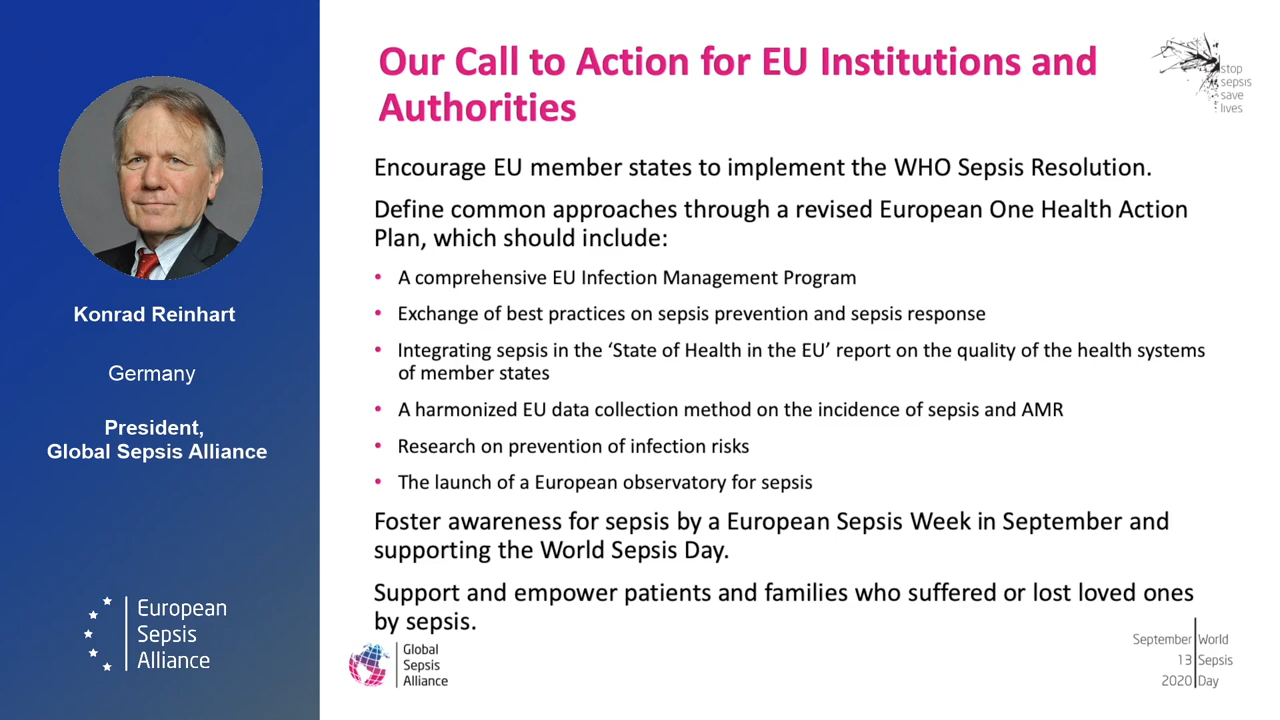 Our Call to Action for EU Institutions and
Authorities
stop
sepsis
save
lives
Encourage EU member states to implement the WHO Sepsis Resolution.
Define common approaches through a revised European One Health Action
Plan, which should include:
• A comprehensive EU Infection Management Program
• Exchange of best practices on sepsis prevention and sepsis response
• Integrating sepsis in the ‘State of Health in the EU’ report on the quality of the health systems
of member states
• A harmonized EU data collection method on the incidence of sepsis and AMR
• Research on prevention of infection risks
• The launch of a European observatory for sepsis
Foster awareness for sepsis by a European Sepsis Week in September and
supporting the World Sepsis Day.
Support and empower patients and families who suffered or lost loved ones
by sepsis.
Konrad Reinhart
Germany
President,
Global Sepsis Alliance
European
Sepsis
Alliance
Global
Sepsis
Alliance
September World
13 Sepsis
2020 Day